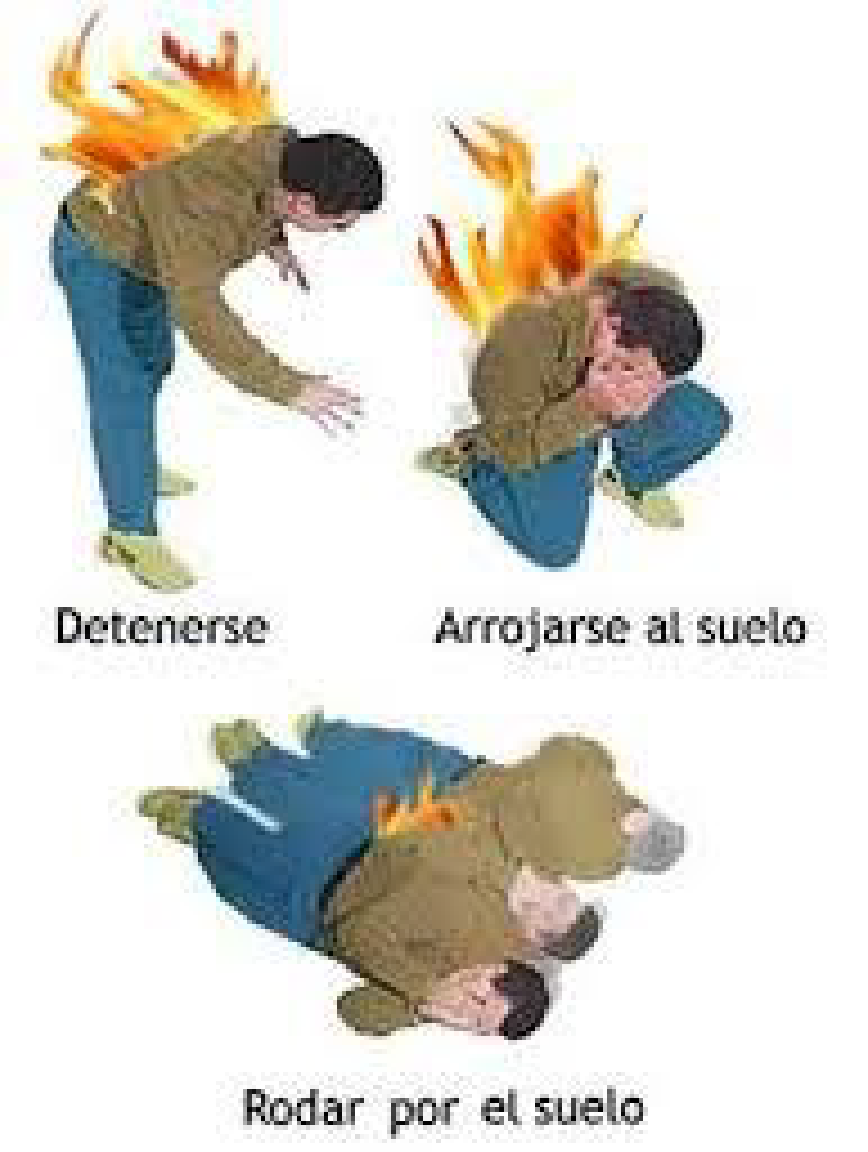 Detenerse
Arrojarse al suelo
Rodar por el suelo